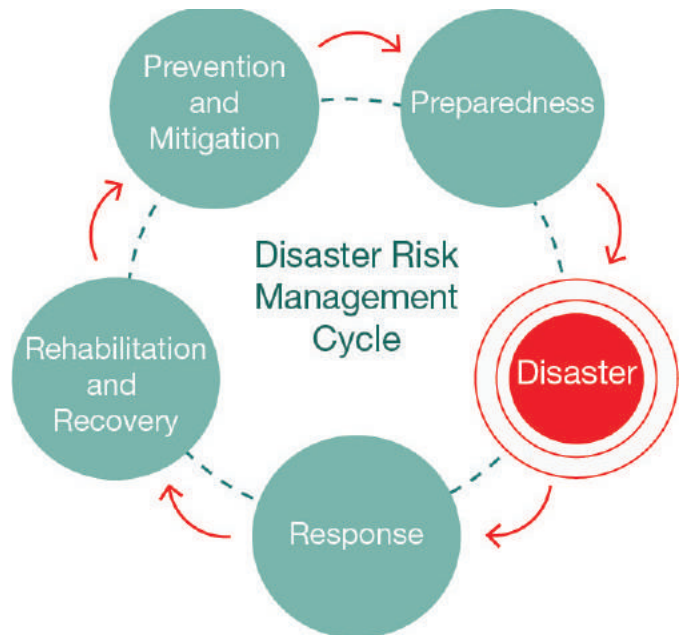 Prevention
and
Mitigation
Preparedness
Disaster Risk
Management
Cycle
Disaster
Response
Rehabilitation
and
Recovery